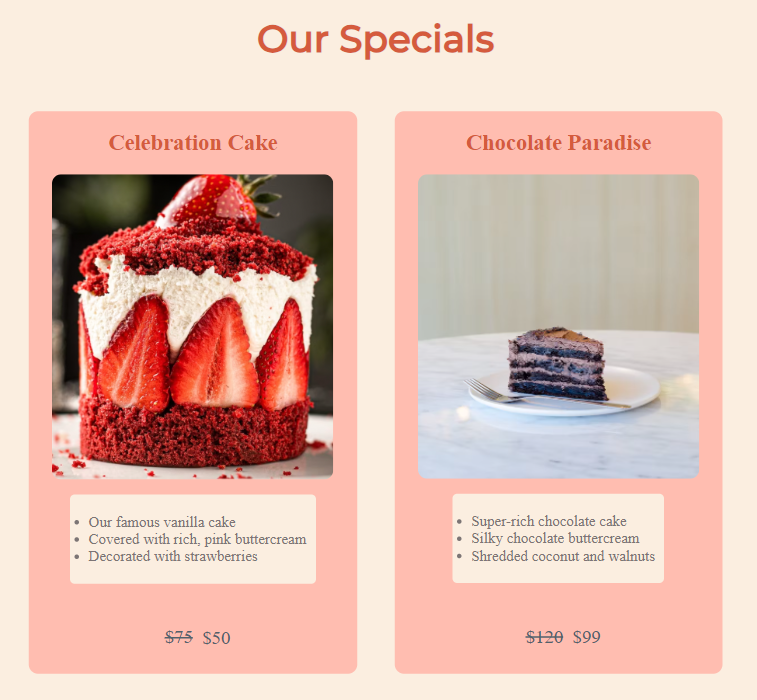 Our Specials
Celebration Cake
Our famous vanilla cake
Covered with rich, pink buttercream
Decorated with strawberries
$75 $50
Chocolate Paradise
Super-rich chocolate cake
Silky chocolate buttercream
Shredded coconut and walnuts
$120 $99